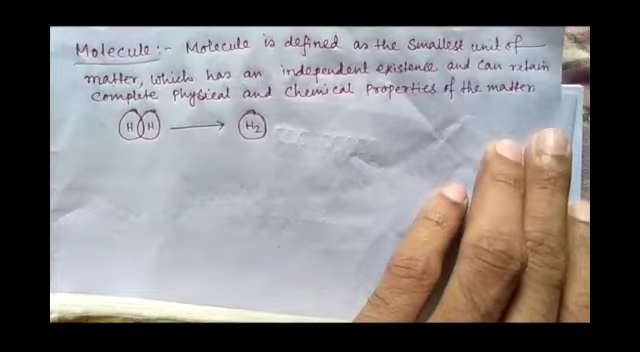 Molecule :- Molecule is defined as the smallest unit of
matter, which has an independent existence and can retain
complete Physical and Chemical Properties of the matter.
H H → H2